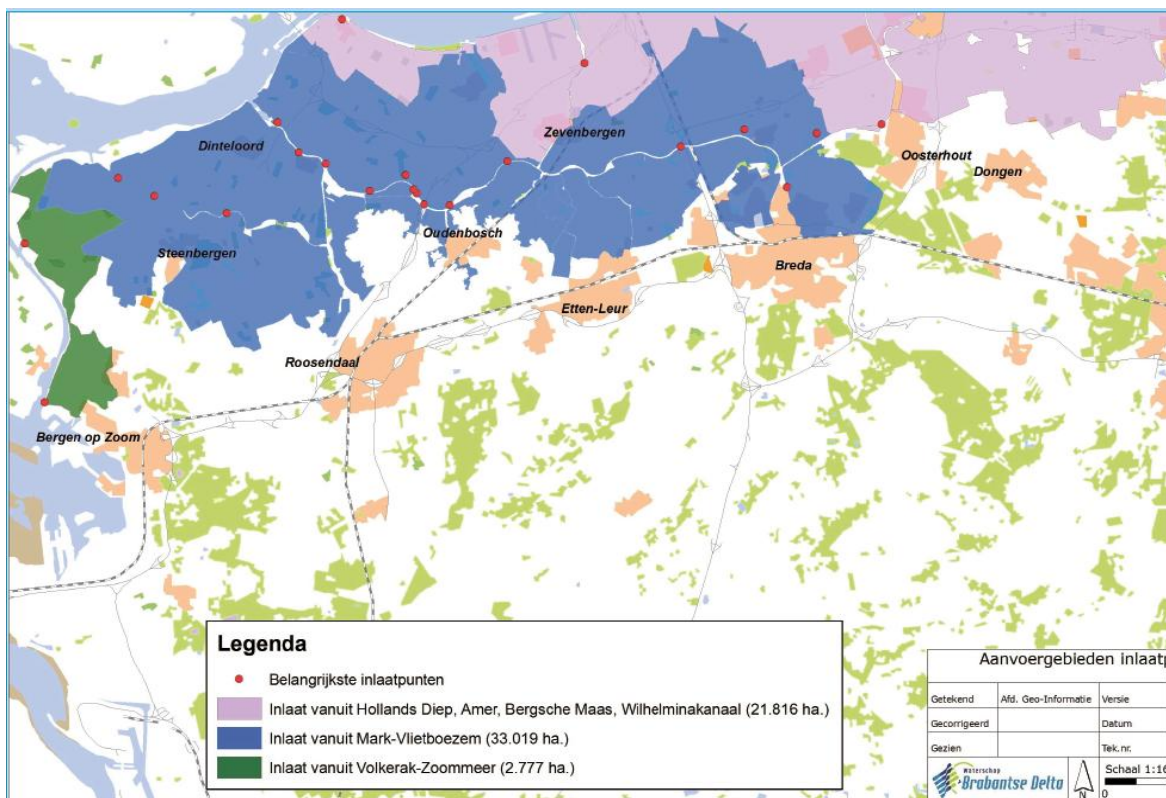 Dinteloord
Zevenbergen
Oosterhout
Dongen
Steenbergen
Oudenbosch
Breda
Etten-Leur
Roosendaal
Bergen op Zoom
Legenda
Belangrijkste inlaatpunten
Inlaat vanuit Hollands Diep, Amer, Bergsche Maas, Wilhelminakanaal (21.816 ha.)
Inlaat vanuit Mark-Vlietboezem (33.019 ha.)
Inlaat vanuit Volkerak-Zoommeer (2.777 ha.)
Aanvoergebieden inlaatp
Getekend Afd. Geo-Informatie Versie
Gecorrigeerd Datum
Gezien Tek.nr.
Waterschap
Brabantse Delta
N
Schaal 1:16
0